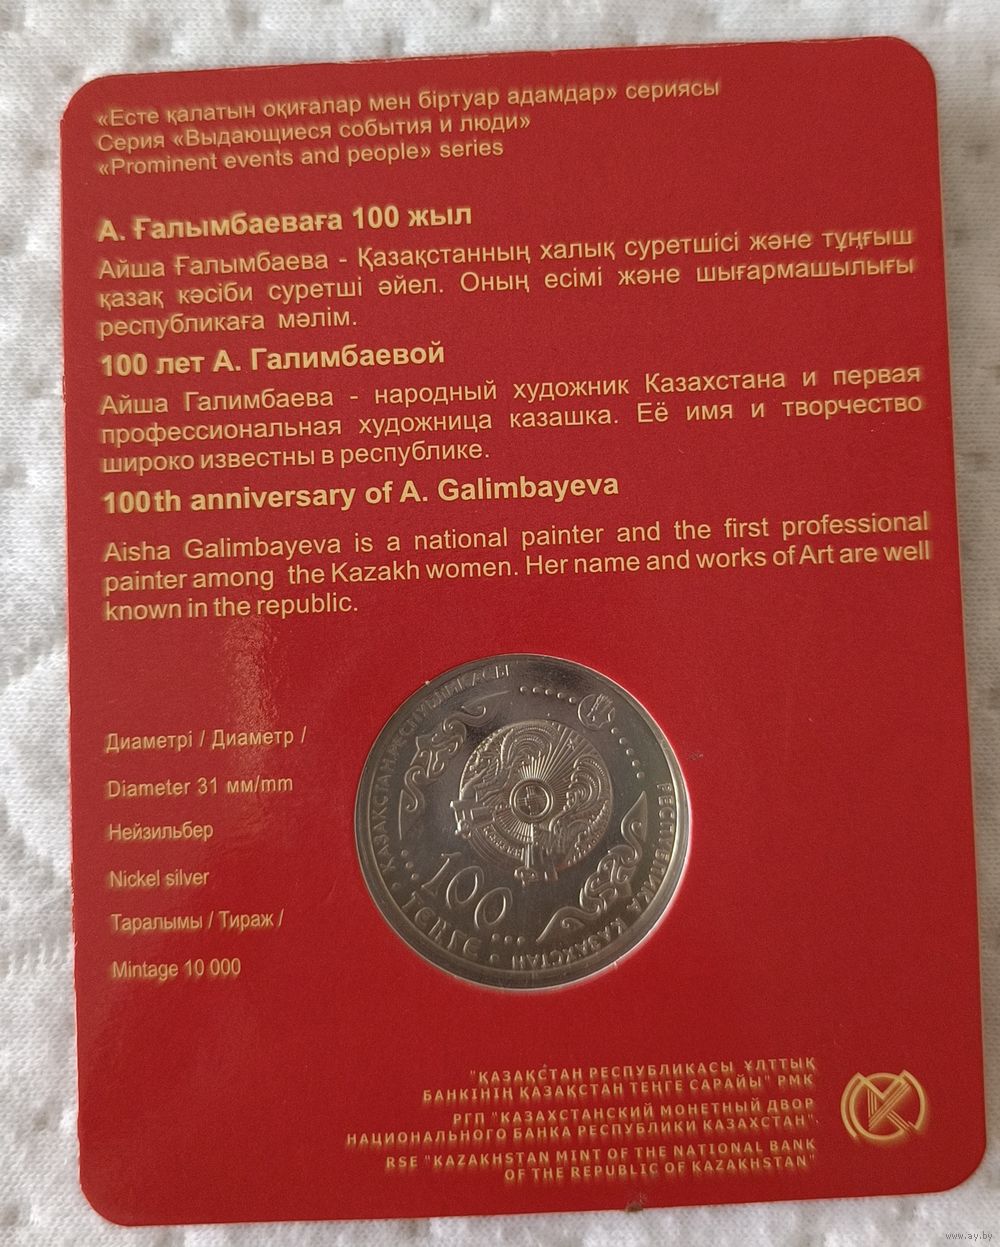 «Есте қалатын оқиғалар мен біртуар адамдар» сериясы
Серия «Выдающиеся события и люди»
«Prominent events and people» series
А. Ғалымбаеваға 100 жыл
Айша Ғалымбаева - Қазақстанның халық суретшісі және тұңғыш
қазақ кәсіби суретші әйел. Оның есімі және шығармашылығы
республикаға мәлім.
100 лет А. Галимбаевой
Айша Галимбаева - народный художник Казахстана и первая
профессиональная художница казашка. Её имя и творчество
широко известны в республике.
100th anniversary of A. Galimbayeva
Aisha Galimbayeva is a national painter and the first professional
painter among the Kazakh women. Her name and works of Art are well
known in the republic.
Диаметрі / Диаметр /
Diameter 31 мм/mm
Нейзильбер
Nickel silver
Таралымы / Тираж /
Mintage 10 000
ҚАЗАҚСТАН РЕСПУБЛИКАСЫ
РЕСПУБЛИКА КАЗАХСТАН
100
ТЕҢГЕ
"ҚАЗАҚСТАН РЕСПУБЛИКАСЫ ҰЛТТЫҚ
БАНКІНІҢ ҚАЗАҚСТАН ТЕҢГЕ САРАЙЫ" РМК
РГП "КАЗАХСТАНСКИЙ МОНЕТНЫЙ ДВОР
НАЦИОНАЛЬНОГО БАНКА РЕСПУБЛИКИ КАЗАХСТАН"
RSE "KAZAKHSTAN MINT OF THE NATIONAL BANK
OF THE REPUBLIC OF KAZAKHSTAN"
www.ay.by